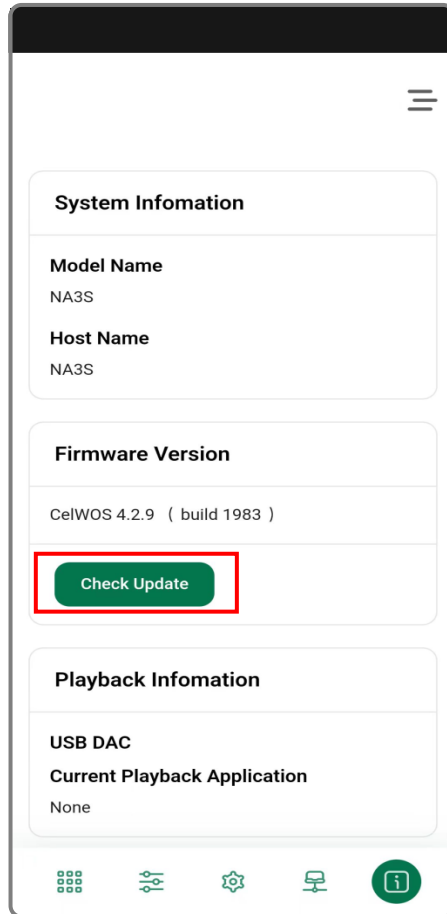 System Infomation
Model Name
NA3S
Host Name
NA3S
Firmware Version
CelWOS 4.2.9 ( build 1983 )
Check Update
Playback Infomation
USB DAC
Current Playback Application
None